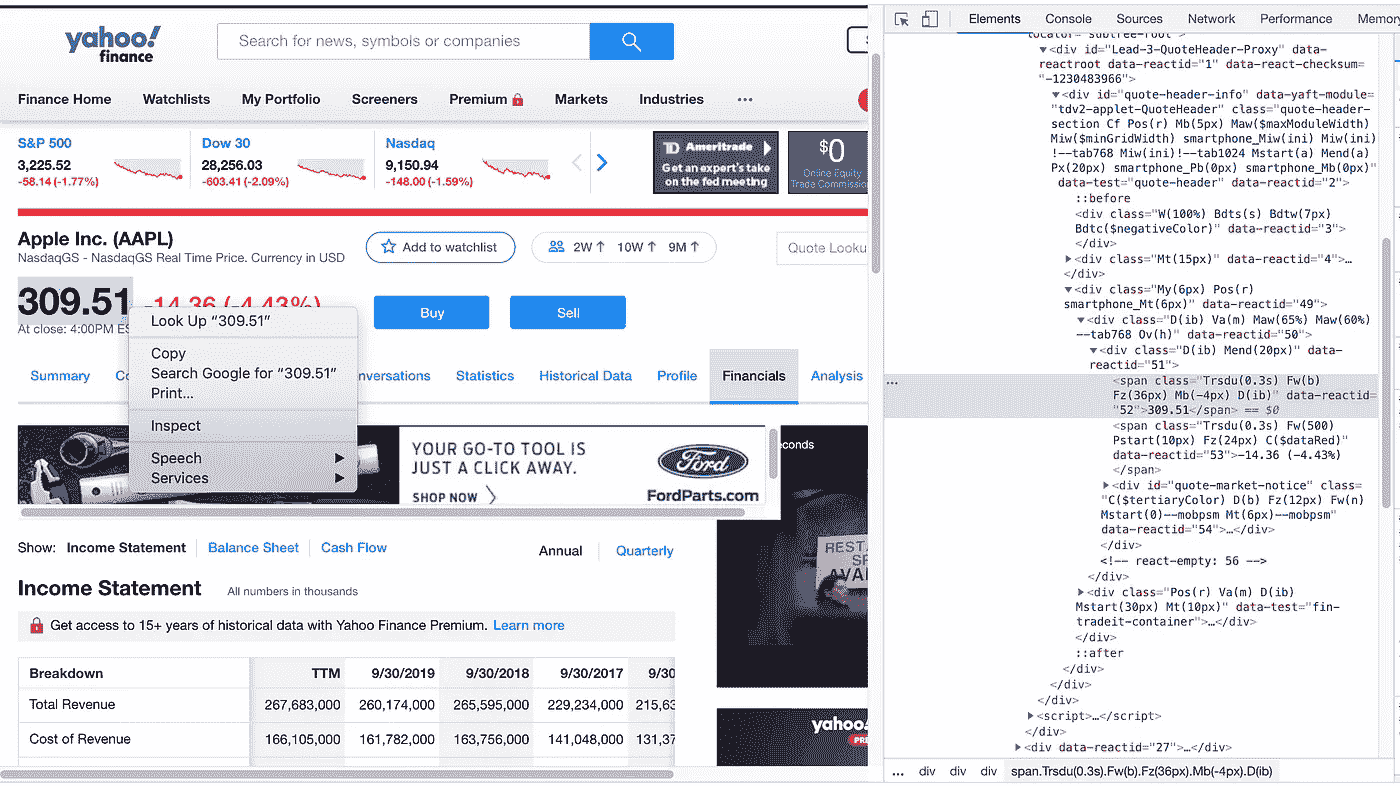 yahoo!
finance
Search for news, symbols or companies
Finance Home Watchlists My Portfolio Screeners Premium Markets Industries ...
S&P 500
3,225.52
-58.14 (-1.77%)
Dow 30
28,256.03
-603.41 (-2.09%)
Nasdaq
9,150.94
-148.00 (-1.59%)
TD Ameritrade
Get an expert's take
on the fed meeting
$0
Online Equity
Trade Commission
Apple Inc. (AAPL)
NasdaqGS - NasdaqGS Real Time Price. Currency in USD
Add to watchlist
2W ↑ 10W ↑ 9M ↑
Quote Looku
309.51 -14.36 (-4.43%)
At close: 4:00PM ES
Buy
Sell
Look Up “309.51”
Copy
Search Google for “309.51”
Print...
Inspect
Speech
Services
Summary Co nversations Statistics Historical Data Profile Financials Analysis
YOUR GO-TO TOOL IS
JUST A CLICK AWAY.
SHOP NOW
Ford
FordParts.com
econds
REST
SP
AVAI
Show: Income Statement Balance Sheet Cash Flow
Annual Quarterly
Income Statement All numbers in thousands
Get access to 15+ years of historical data with Yahoo Finance Premium. Learn more
Breakdown TTM 9/30/2019 9/30/2018 9/30/2017 9/30
Total Revenue 267,683,000 260,174,000 265,595,000 229,234,000 215,63
Cost of Revenue 166,105,000 161,782,000 163,756,000 141,048,000 131,37
yahoo
PRE
Elements Console Sources Network Performance Memory
locator= subtree-root >
▼<div id="Lead-3-QuoteHeader-Proxy" data-
reactroot data-reactid="1" data-react-checksum=
"-1230483966">
▼<div id="quote-header-info" data-yaft-module=
"tdv2-applet-QuoteHeader" class="quote-header-
section Cf Pos(r) Mb(5px) Maw($maxModuleWidth)
Miw($minGridWidth) smartphone_Miw(ini) Miw(ini)
!--tab768 Miw(ini)!--tab1024 Mstart(a) Mend(a)
Px(20px) smartphone_Pb(0px) smartphone_Mb(0px)"
data-test="quote-header" data-reactid="2">
::before
<div class="W(100%) Bdts(s) Bdtw(7px)
Bdtc($negativeColor)" data-reactid="3">
</div>
▶<div class="Mt(15px)" data-reactid="4">…
</div>
▼<div class="My(6px) Pos(r)
smartphone_Mt(6px)" data-reactid="49">
▼<div class="D(ib) Va(m) Maw(65%) Maw(60%)
--tab768 Ov(h)" data-reactid="50">
▼<div class="D(ib) Mend(20px)" data-
reactid="51">
... <span class="Trsdu(0.3s) Fw(b)
Fz(36px) Mb(-4px) D(ib)" data-reactid=
"52">309.51</span> == $0
<span class="Trsdu(0.3s) Fw(500)
Pstart(10px) Fz(24px) C($dataRed)"
data-reactid="53">-14.36 (-4.43%)
</span>
▶<div id="quote-market-notice" class=
"C($tertiaryColor) D(b) Fz(12px) Fw(n)
Mstart(0)--mobpsm Mt(6px)--mobpsm"
data-reactid="54">…</div>
</div>
<!-- react-empty: 56 -->
</div>
▶<div class="Pos(r) Va(m) D(ib)
Mstart(30px) Mt(10px)" data-test="fin-
tradeit-container">…</div>
</div>
::after
</div>
</div>
</div>
▶<script>…</script>
</div>
▶<div data-reactid="27">…</div>
... div div div span.Trsdu(0.3s).Fw(b).Fz(36px).Mb(-4px).D(ib)